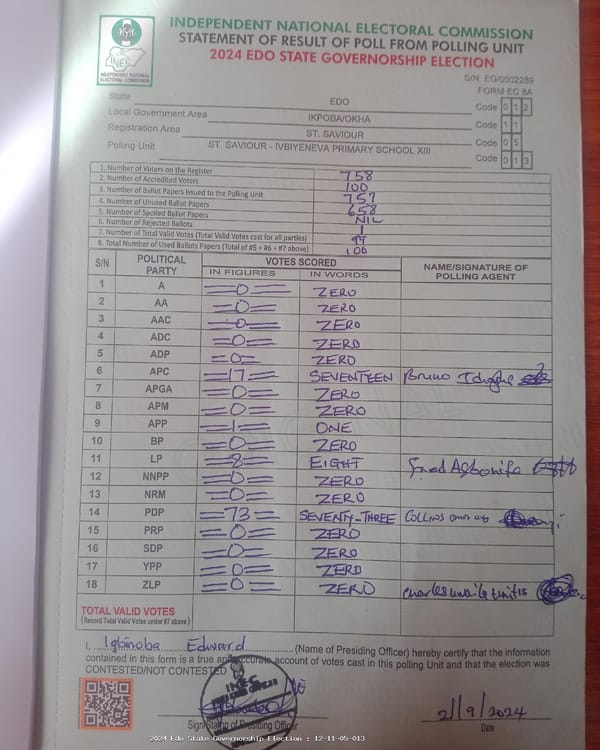 INDEPENDENT NATIONAL ELECTORAL COMMISSION
STATEMENT OF RESULT OF POLL FROM POLLING UNIT
2024 EDO STATE GOVERNORSHIP ELECTION
INEC
INDEPENDENT NATIONAL ELECTORAL COMMISSION
S/N: EG/0002289
FORM EC 8A
State EDO Code 0 1 2
Local Government Area IKPOBA/OKHA Code 1 1
Registration Area ST. SAVIOUR Code 0 5
Polling Unit ST. SAVIOUR - IVBIYENEVA PRIMARY SCHOOL XIII Code 0 1 3
1. Number of Voters on the Register 758
2. Number of Accredited Voters 100
3. Number of Ballot Papers Issued to the Polling Unit 757
4. Number of Unused Ballot Papers 658
5. Number of Spoiled Ballot Papers NIL
6. Number of Rejected Ballots 1
7. Number of Total Valid Votes (Total Valid Votes cast for all parties) 99
8. Total Number of Used Ballots Papers (Total of #5 + #6 + #7 above) 100
S/N POLITICAL PARTY VOTES SCORED NAME/SIGNATURE OF POLLING AGENT
IN FIGURES IN WORDS
1 A =0= ZERO
2 AA =0= ZERO
3 AAC =0= ZERO
4 ADC =0= ZERO
5 ADP =0= ZERO
6 APC =17= SEVENTEEN Bruno
7 APGA =0= ZERO
8 APM =0= ZERO
9 APP =1= ONE
10 BP =0= ZERO
11 LP =8= EIGHT
12 NNPP =0= ZERO
13 NRM =0= ZERO
14 PDP =73= SEVENTY-THREE Collins
15 PRP =0= ZERO
16 SDP =0= ZERO
17 YPP =0= ZERO
18 ZLP =0= ZERO Charles
TOTAL VALID VOTES
(Record Total Valid Votes under #7 above)
I, Igbinoba Edward (Name of Presiding Officer) hereby certify that the information
contained in this form is a true and accurate account of votes cast in this polling Unit and that the election was
CONTESTED/NOT CONTESTED
INEC
Sign/Stamp of Presiding Officer
2/9/2024
Date
2024 Edo State Governorship Election : 12-11-05-013